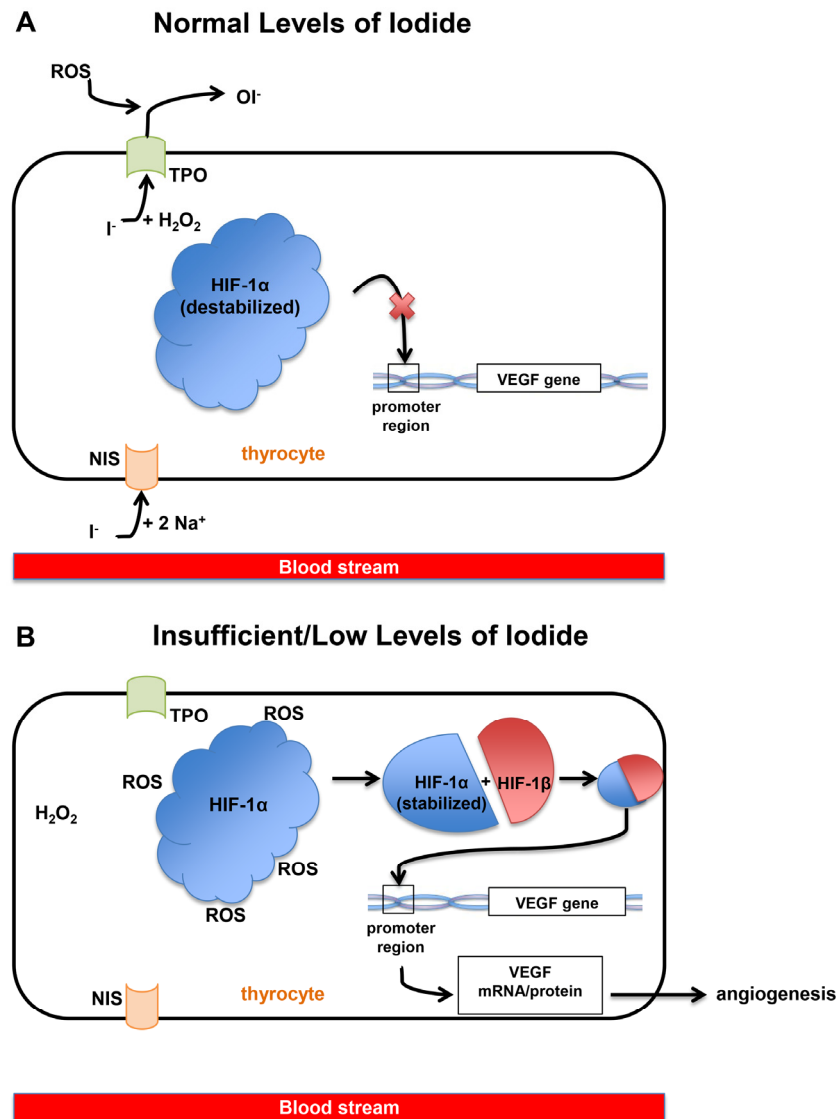 A
Normal Levels of Iodide
ROS
OI⁻
TPO
I⁻ + H₂O₂
HIF-1α
(destabilized)
VEGF gene
promoter
region
NIS
thyrocyte
I⁻ + 2 Na⁺
Blood stream
B
Insufficient/Low Levels of Iodide
TPO
ROS
ROS
HIF-1α
HIF-1α
(stabilized)
+
HIF-1β
H₂O₂
ROS
ROS
VEGF gene
promoter
region
VEGF
mRNA/protein
angiogenesis
NIS
thyrocyte
Blood stream